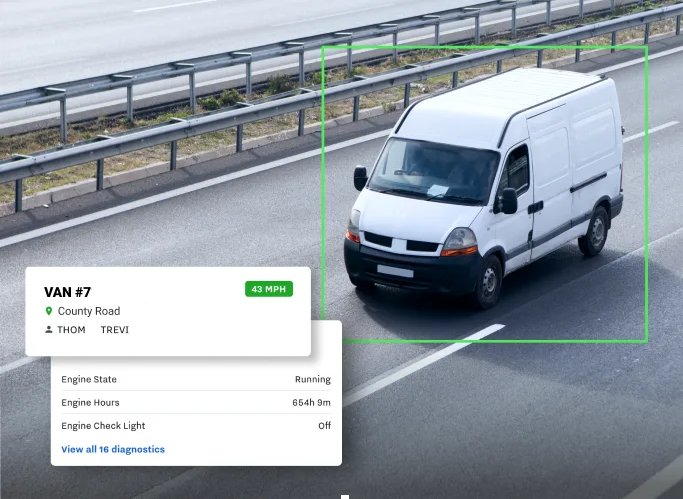 VAN #7
43 MPH
County Road
THOM TREVI
Engine State Running
Engine Hours 654h 9m
Engine Check Light Off
View all 16 diagnostics